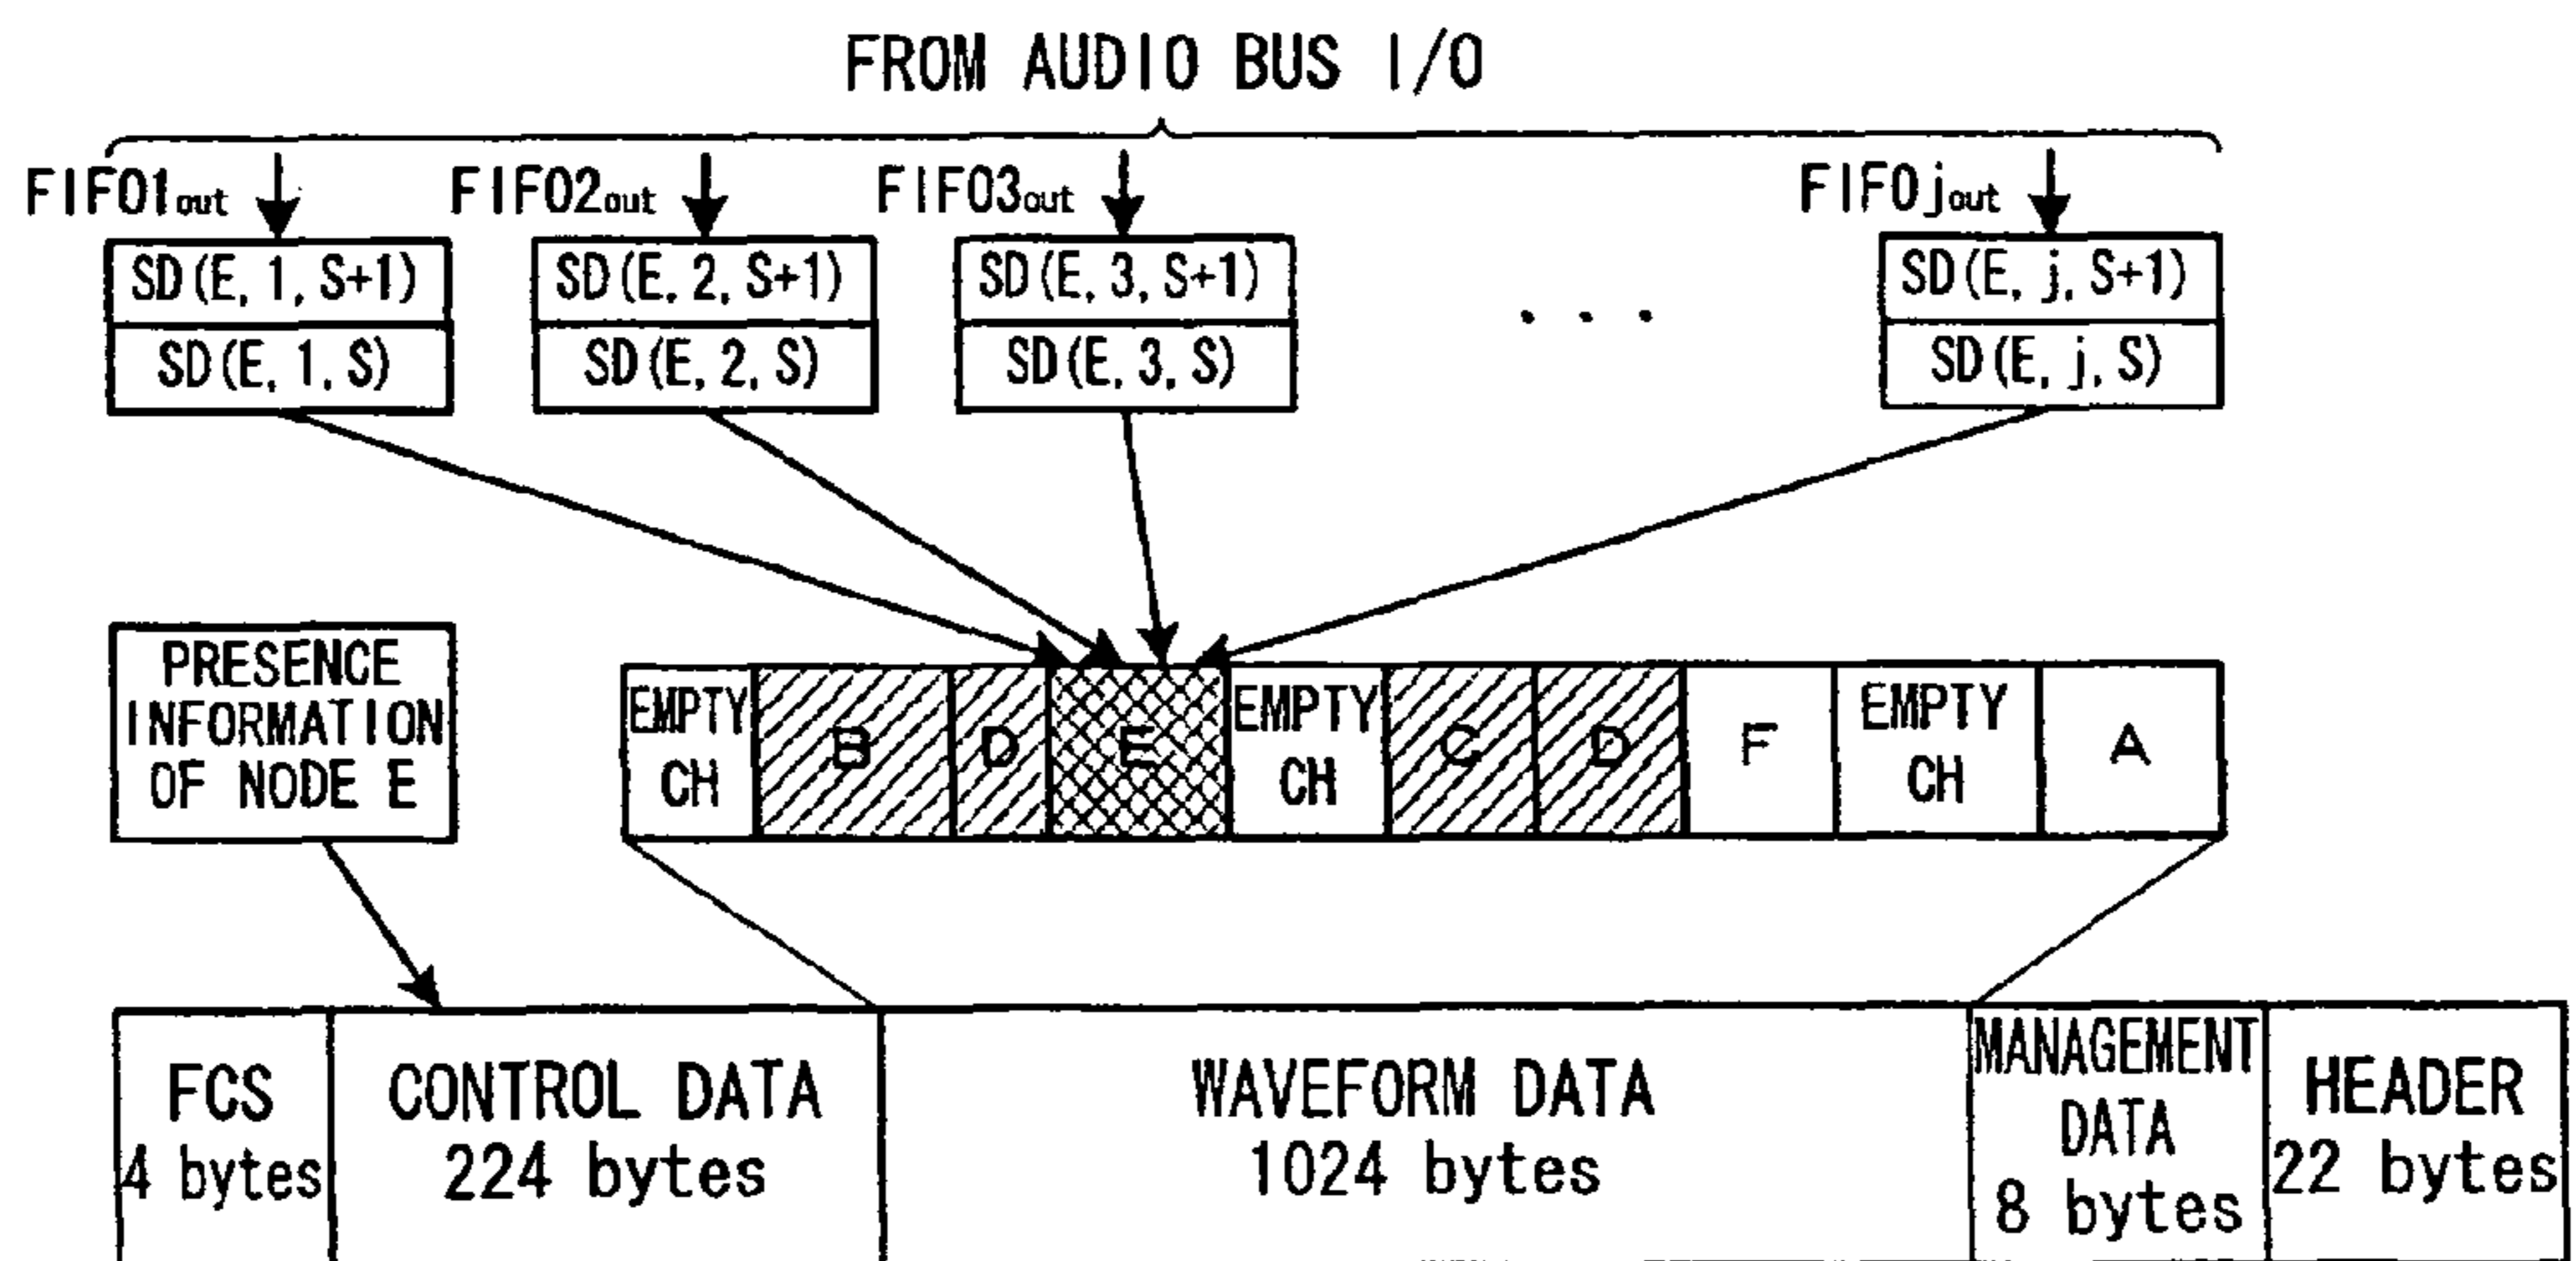 FROM AUDIO BUS I/O
FIFO1out FIFO2out FIFO3out FIFOjout
SD(E, 1, S+1) SD(E, 2, S+1) SD(E, 3, S+1) . . . SD(E, j, S+1)
SD(E, 1, S) SD(E, 2, S) SD(E, 3, S) SD(E, j, S)
PRESENCE
INFORMATION
OF NODE E
EMPTY
CH
B
D
E
EMPTY
CH
C
D
F
EMPTY
CH
A
FCS
4 bytes
CONTROL DATA
224 bytes
WAVEFORM DATA
1024 bytes
MANAGEMENT
DATA
8 bytes
HEADER
22 bytes